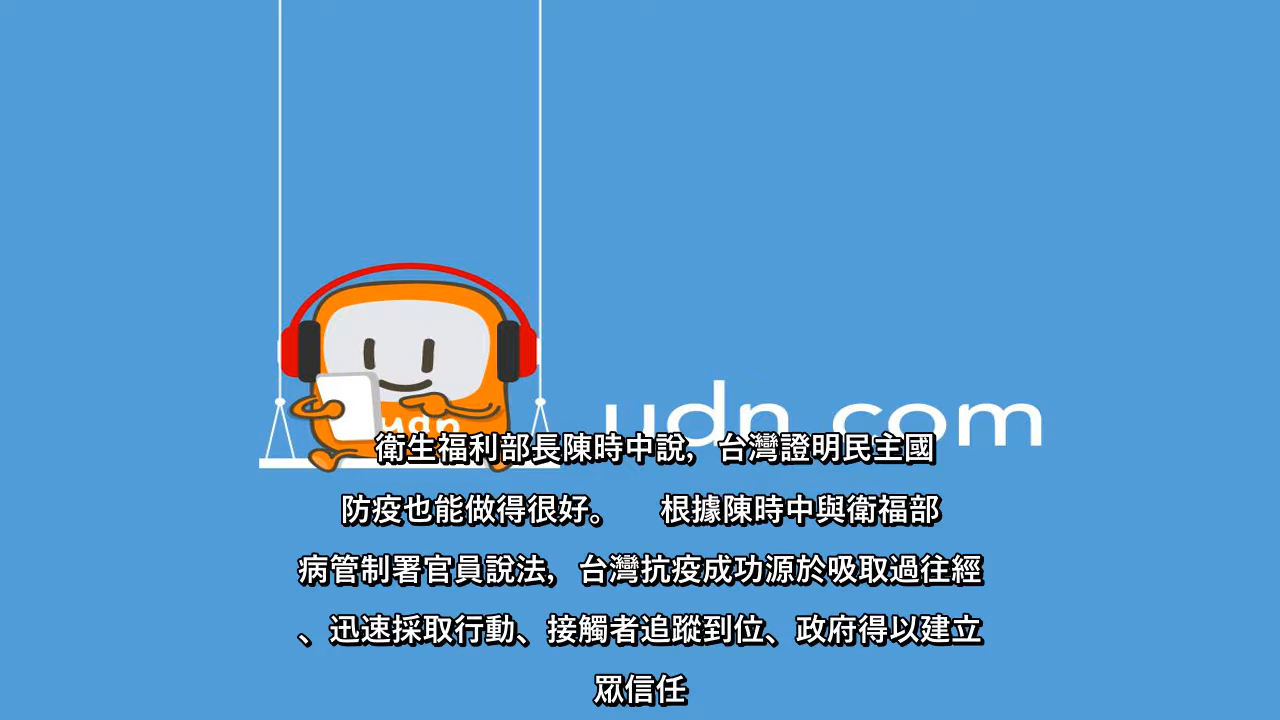 udn.com
udn
衛生福利部長陳時中說，台灣證明民主國
防疫也能做得很好。　根據陳時中與衛福部
病管制署官員說法，台灣抗疫成功源於吸取過往經
、迅速採取行動、接觸者追蹤到位、政府得以建立
眾信任